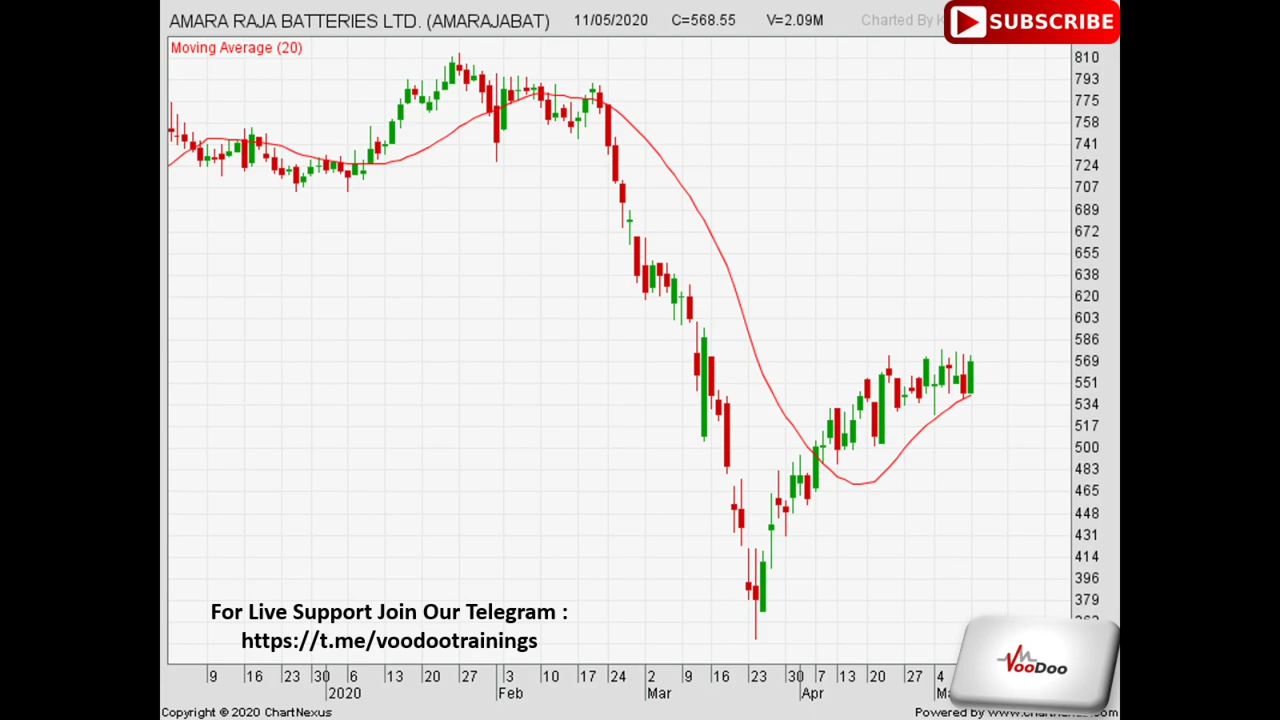 AMARA RAJA BATTERIES LTD. (AMARAJABAT) 11/05/2020 C=568.55 V=2.09M Charted By
SUBSCRIBE
Moving Average (20)
810
793
775
758
741
724
707
689
672
655
638
620
603
586
569
551
534
517
500
483
465
448
431
414
396
379
For Live Support Join Our Telegram :
https://t.me/voodootrainings
VooDoo
9 16 23 30 6 13 20 27 3 10 17 24 2 9 16 23 30 7 13 20 27 4
2020 Feb Mar Apr
Copyright © 2020 ChartNexus Powered by